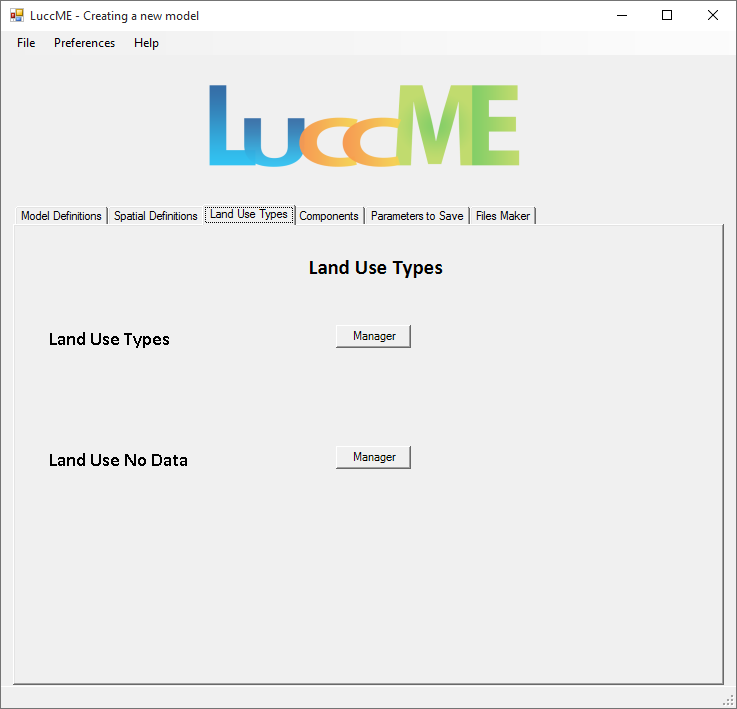 LuccME - Creating a new model
File Preferences Help
LuccME
Model Definitions Spatial Definitions Land Use Types Components Parameters to Save Files Maker
Land Use Types
Land Use Types Manager
Land Use No Data Manager